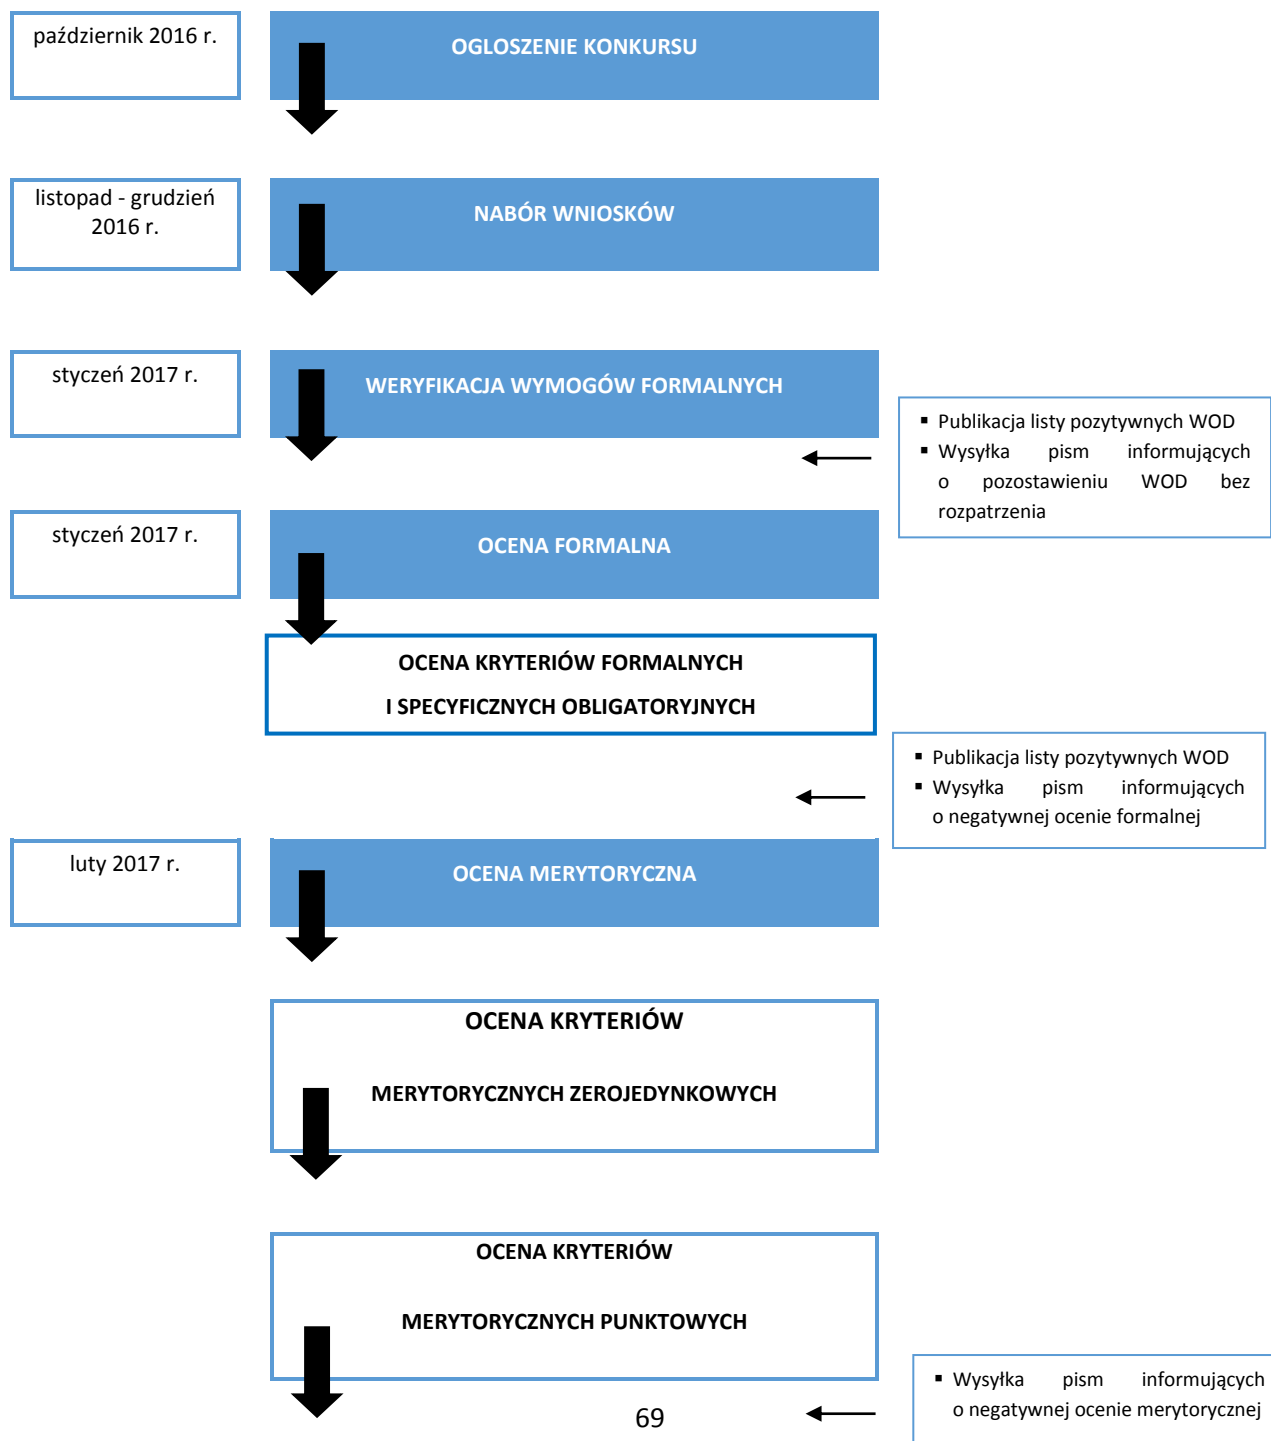 październik 2016 r.
OGLOSZENIE KONKURSU
listopad - grudzień
2016 r.
NABÓR WNIOSKÓW
styczeń 2017 r.
WERYFIKACJA WYMOGÓW FORMALNYCH
▪ Publikacja listy pozytywnych WOD
▪ Wysyłka pism informujących
o pozostawieniu WOD bez
rozpatrzenia
styczeń 2017 r.
OCENA FORMALNA
OCENA KRYTERIÓW FORMALNYCH
I SPECYFICZNYCH OBLIGATORYJNYCH
▪ Publikacja listy pozytywnych WOD
▪ Wysyłka pism informujących
o negatywnej ocenie formalnej
luty 2017 r.
OCENA MERYTORYCZNA
OCENA KRYTERIÓW
MERYTORYCZNYCH ZEROJEDYNKOWYCH
OCENA KRYTERIÓW
MERYTORYCZNYCH PUNKTOWYCH
▪ Wysyłka pism informujących
o negatywnej ocenie merytorycznej
69